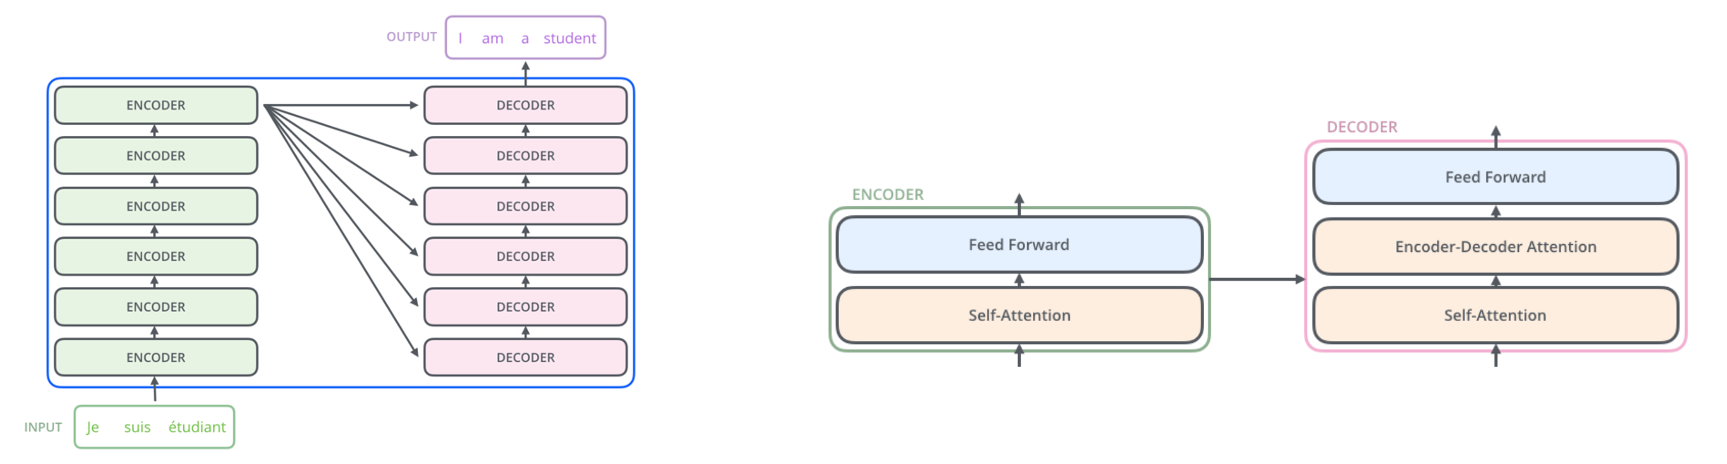 OUTPUT
I am a student
ENCODER
ENCODER
ENCODER
ENCODER
ENCODER
ENCODER
DECODER
DECODER
DECODER
DECODER
DECODER
DECODER
INPUT
Je suis étudiant
ENCODER
Feed Forward
Self-Attention
DECODER
Feed Forward
Encoder-Decoder Attention
Self-Attention